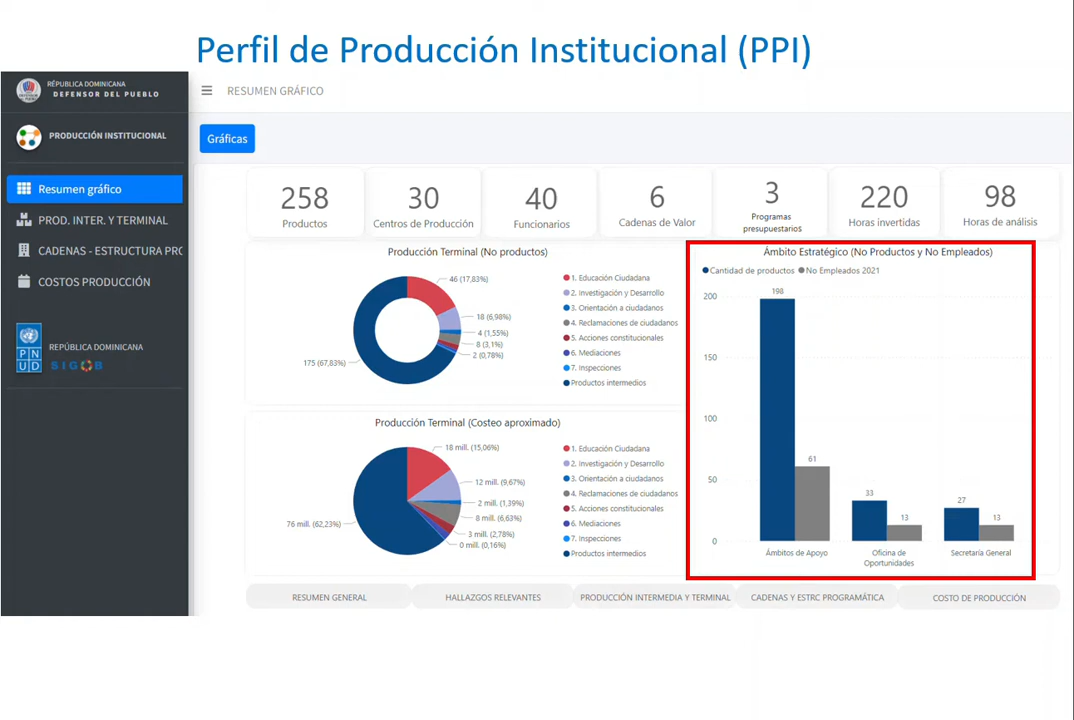 Perfil de Producción Institucional (PPI)
RÉPUBLICA DOMINICANA
DEFENSOR DEL PUEBLO
PRODUCCIÓN INSTITUCIONAL
Resumen gráfico
PROD. INTER. Y TERMINAL
CADENAS - ESTRUCTURA PRO
COSTOS PRODUCCIÓN
PN
UD
REPÚBLICA DOMINICANA
SIGOB
RESUMEN GRÁFICO
Gráficas
258
Productos
30
Centros de Producción
40
Funcionarios
6
Cadenas de Valor
3
Programas
presupuestarios
220
Horas invertidas
98
Horas de análisis
Producción Terminal (No productos)
46 (17,83%)
18 (6,98%)
4 (1,55%)
8 (3,1%)
2 (0,78%)
175 (67,83%)
1. Educación Ciudadana
2. Investigación y Desarrollo
3. Orientación a ciudadanos
4. Reclamaciones de ciudadanos
5. Acciones constitucionales
6. Mediaciones
7. Inspecciones
Productos intermedios
Producción Terminal (Costeo aproximado)
18 mill. (15,06%)
12 mill. (9,67%)
2 mill. (1,39%)
8 mill. (6,63%)
3 mill. (2,78%)
0 mill. (0,16%)
76 mill. (62,23%)
1. Educación Ciudadana
2. Investigación y Desarrollo
3. Orientación a ciudadanos
4. Reclamaciones de ciudadanos
5. Acciones constitucionales
6. Mediaciones
7. Inspecciones
Productos intermedios
Ámbito Estratégico (No Productos y No Empleados)
Cantidad de productos No Empleados 2021
200
150
100
50
0
198
61
33
13
27
13
Ámbitos de Apoyo
Oficina de
Oportunidades
Secretaría General
RESUMEN GENERAL
HALLAZGOS RELEVANTES
PRODUCCIÓN INTERMEDIA Y TERMINAL
CADENAS Y ESTRC PROGRAMÁTICA
COSTO DE PRODUCCIÓN